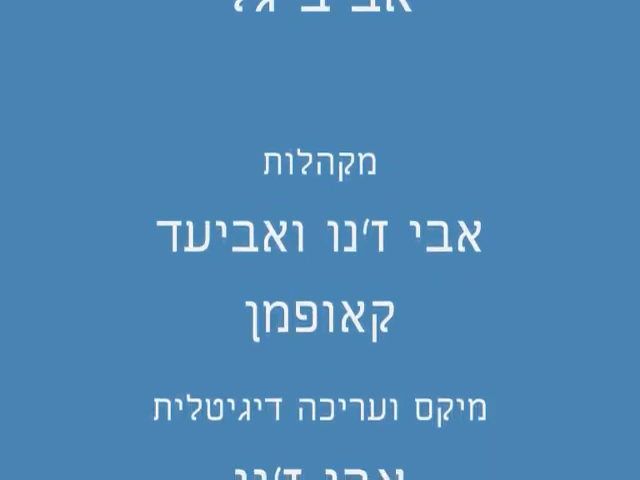 מקהלות
אבי ז'נו ואביעד
קאופמן
מיקס ועריכה דיגיטלית